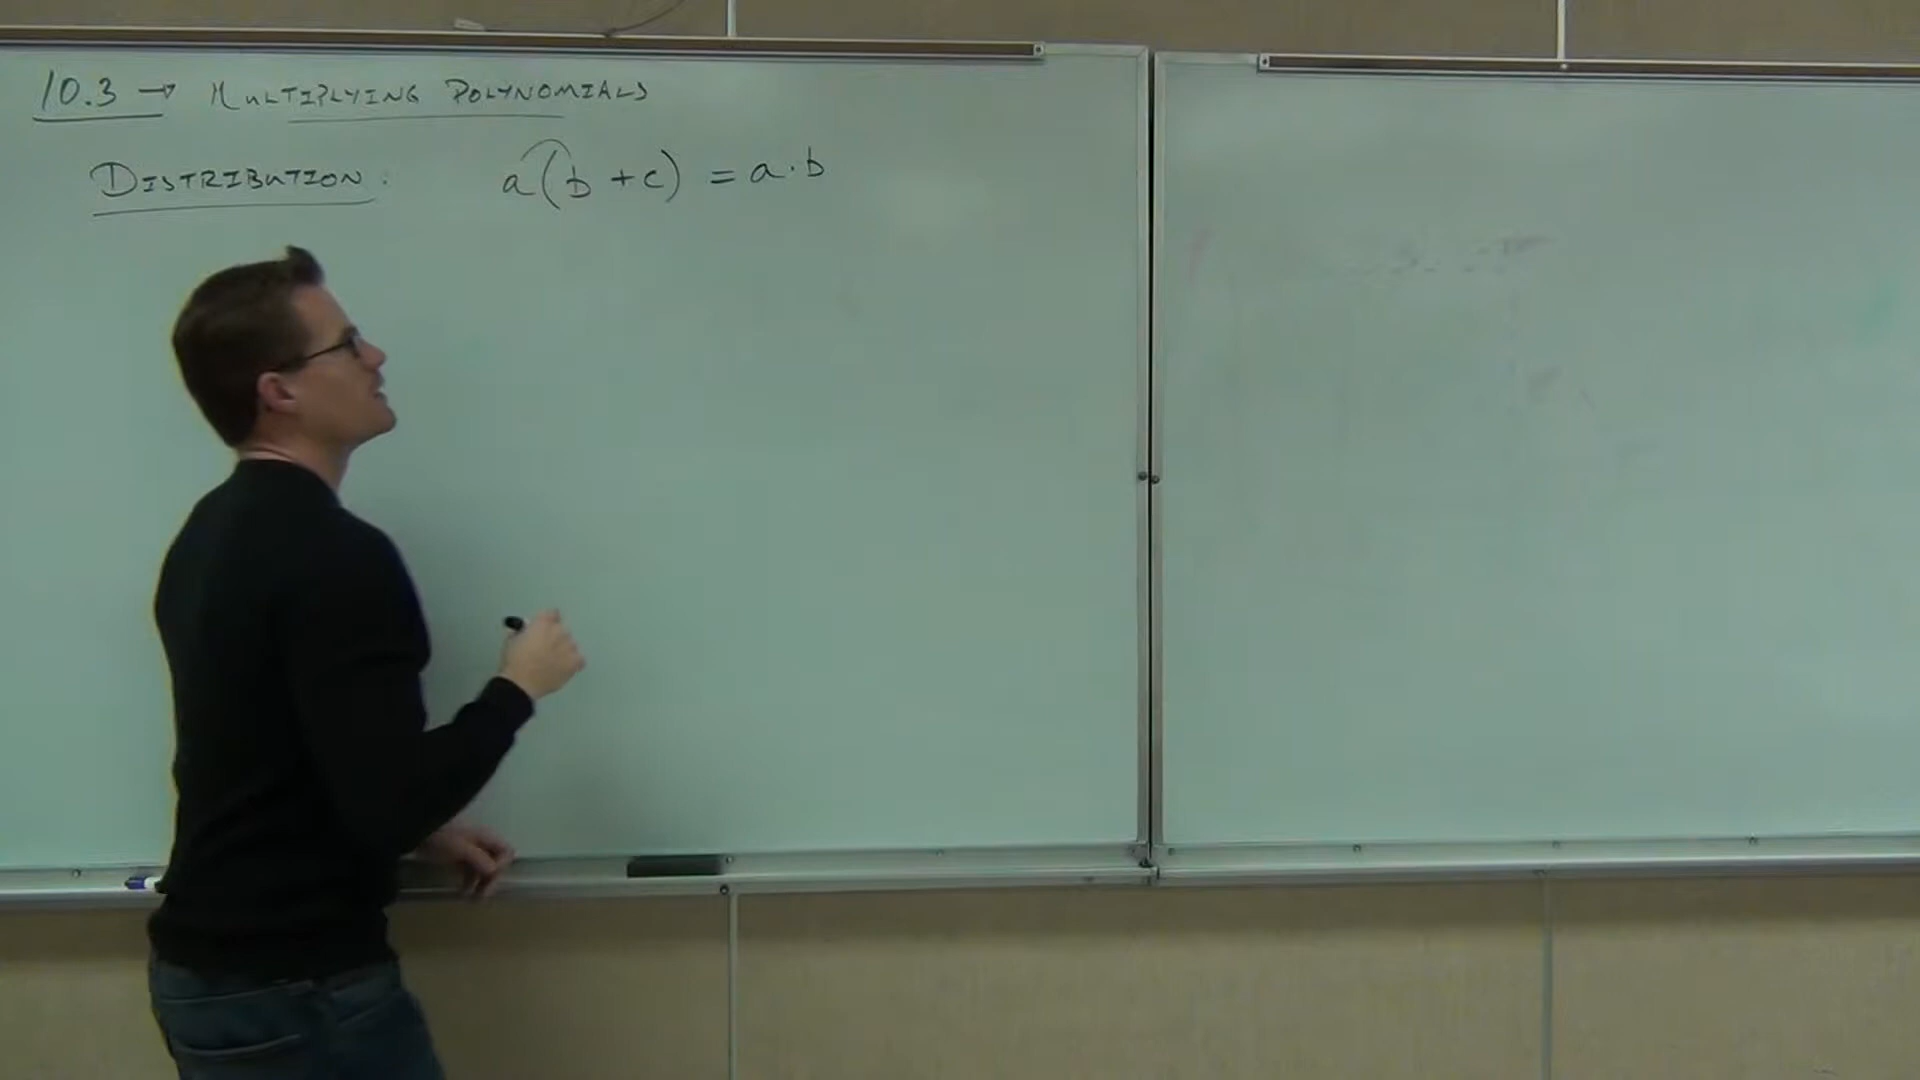 10.3 → MULTIPLYING POLYNOMIALS
DISTRIBUTION: a(b+c) = a·b